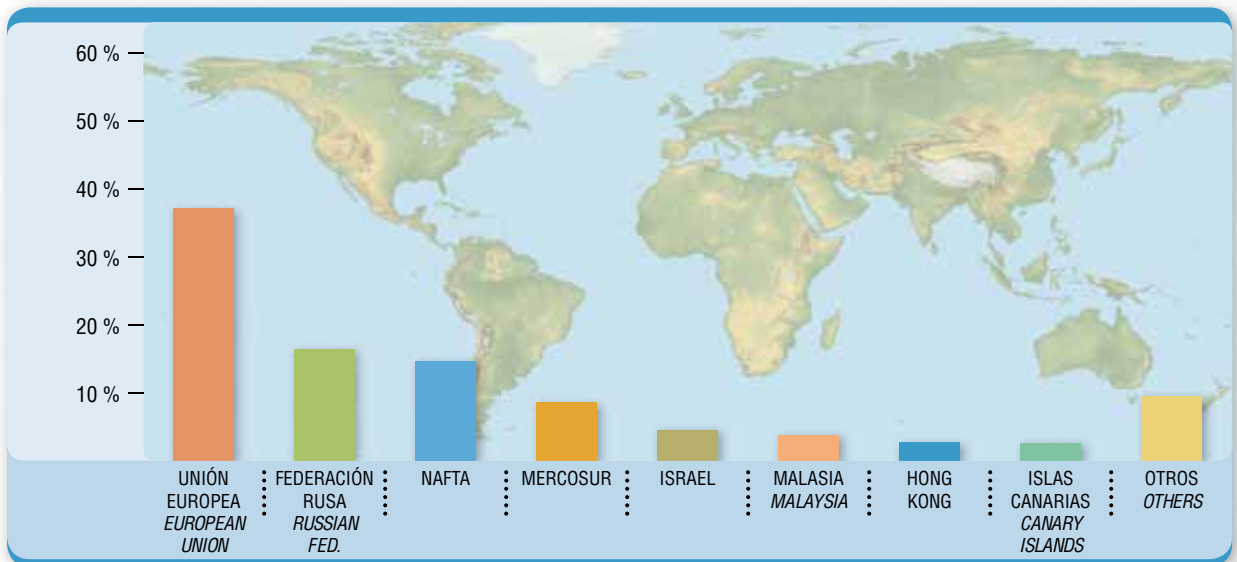 60 %
50 %
40 %
30 %
20 %
10 %
UNIÓN
EUROPEA
EUROPEAN
UNION
FEDERACIÓN
RUSA
RUSSIAN
FED.
NAFTA
MERCOSUR
ISRAEL
MALASIA
MALAYSIA
HONG
KONG
ISLAS
CANARIAS
CANARY
ISLANDS
OTROS
OTHERS